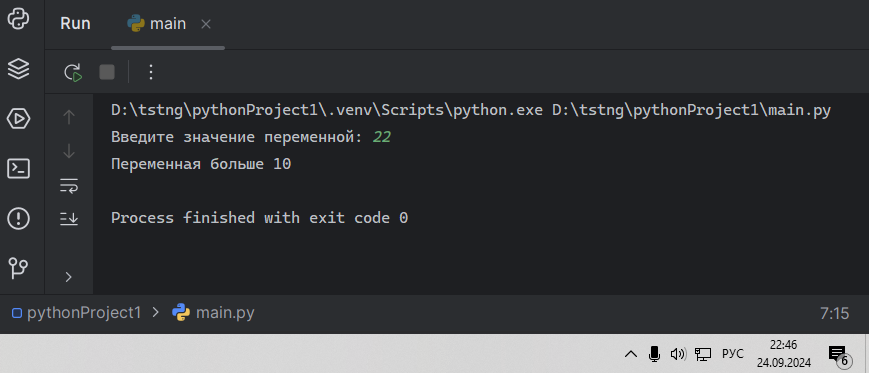 Run main
D:\tstng\pythonProject1\.venv\Scripts\python.exe D:\tstng\pythonProject1\main.py
Введите значение переменной: 22
Переменная больше 10
Process finished with exit code 0
pythonProject1 > main.py 7:15
РУС 22:46
24.09.2024 6